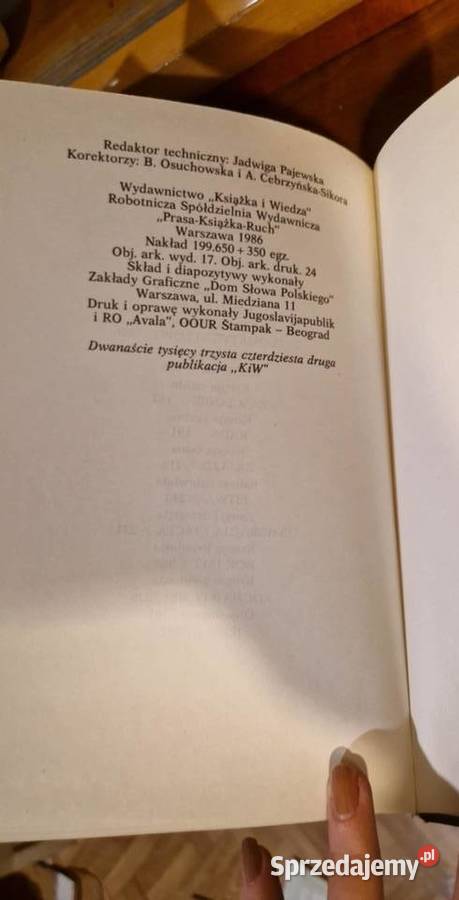 Redaktor techniczny: Jadwiga Pajewska
Korektorzy: B. Osuchowska i A. Cebrzyńska-Sikora
Wydawnictwo „Książka i Wiedza”
Robotnicza Spółdzielnia Wydawnicza
„Prasa-Książka-Ruch”
Warszawa 1986
Nakład 199.650 + 350 egz.
Obj. ark. wyd. 17. Obj. ark. druk. 24
Skład i diapozytywy wykonały
Zakłady Graficzne „Dom Słowa Polskiego”
Warszawa, ul. Miedziana 11
Druk i oprawę wykonały Jugoslavijapublik
i RO „Avala”, OOUR Štampak – Beograd
Dwanaście tysięcy trzysta czterdziesta druga
publikacja „KiW”
Sprzedajemy.pl